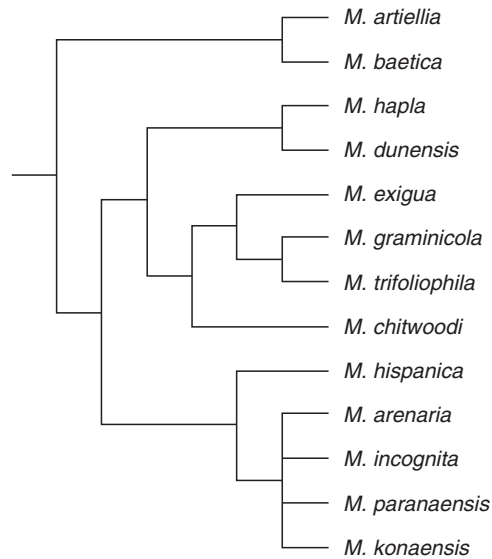 M. artiellia
M. baetica
M. hapla
M. dunensis
M. exigua
M. graminicola
M. trifoliophila
M. chitwoodi
M. hispanica
M. arenaria
M. incognita
M. paranaensis
M. konaensis